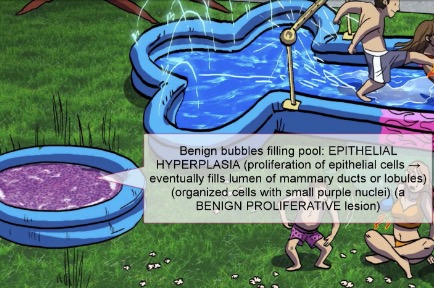 Benign bubbles filling pool: EPITHELIAL
HYPERPLASIA (proliferation of epithelial cells →
eventually fills lumen of mammary ducts or lobules)
(organized cells with small purple nuclei) (a
BENIGN PROLIFERATIVE lesion)